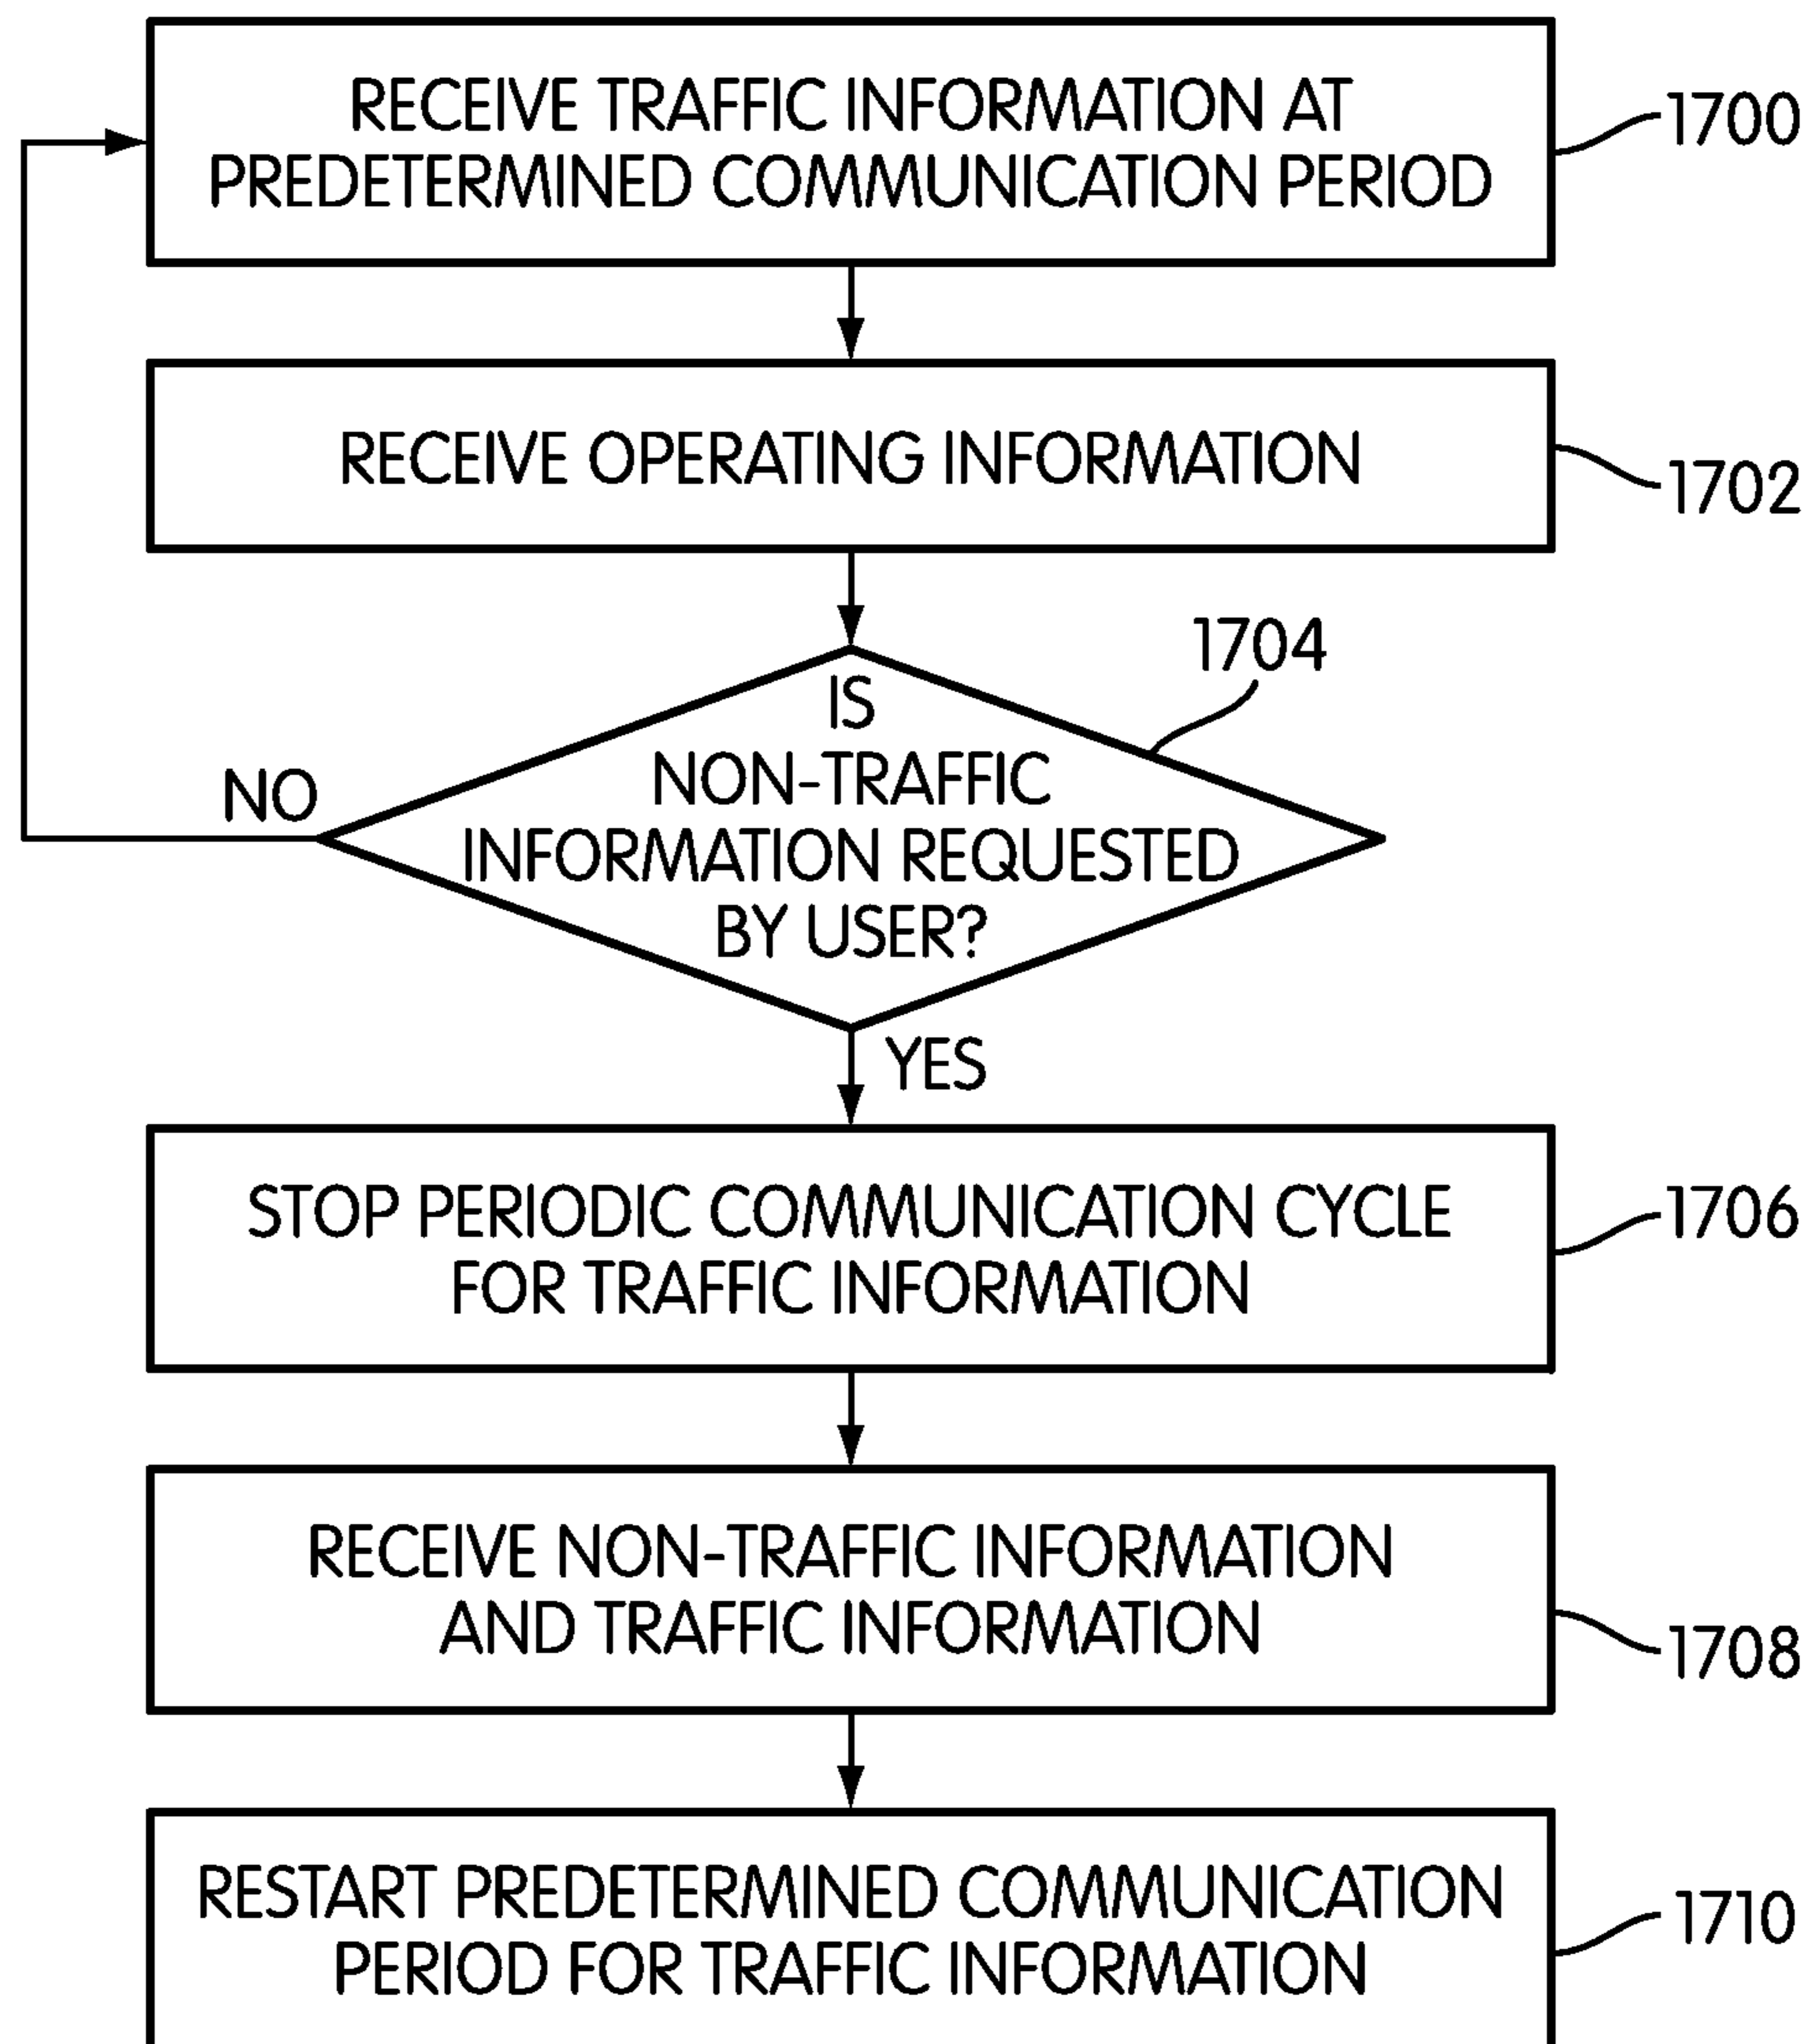 RECEIVE TRAFFIC INFORMATION AT
PREDETERMINED COMMUNICATION PERIOD
1700
RECEIVE OPERATING INFORMATION
1702
1704
IS
NON-TRAFFIC
INFORMATION REQUESTED
BY USER?
NO
YES
STOP PERIODIC COMMUNICATION CYCLE
FOR TRAFFIC INFORMATION
1706
RECEIVE NON-TRAFFIC INFORMATION
AND TRAFFIC INFORMATION
1708
RESTART PREDETERMINED COMMUNICATION
PERIOD FOR TRAFFIC INFORMATION
1710